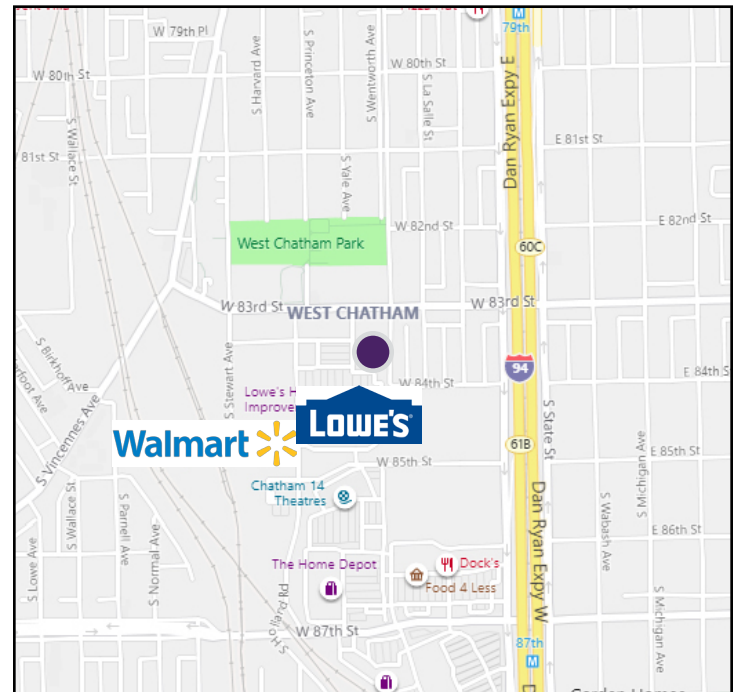 79th
W 79th Pl
W 80th St
W 80th St
S Harvard Ave
S Princeton Ave
S Wentworth Ave
S La Salle St
Dan Ryan Expy E
S Wallace St
81st St
E 81st St
S Yale Ave
W 82nd St
E 82nd St
West Chatham Park
60C
W 83rd St
WEST CHATHAM
W 83rd St
94
E 84th S
S Birkhoff Ave
S Stewart Ave
W 84th St
Lowe's H
Improve
LOWE'S
Walmart
S Vincennes Ave
S State St
61B
S Michigan Ave
E 85th St
W 85th St
Chatham 14
Theatres
S Wallace St
S Parnell Ave
S Normal Ave
S Lowe Ave
Dan Ryan Expy W
S Wabash Ave
E 86th St
The Home Depot
Dock's
Food 4 Less
S Holland Rd
W 87th St
S Michigan Ave
87th
M